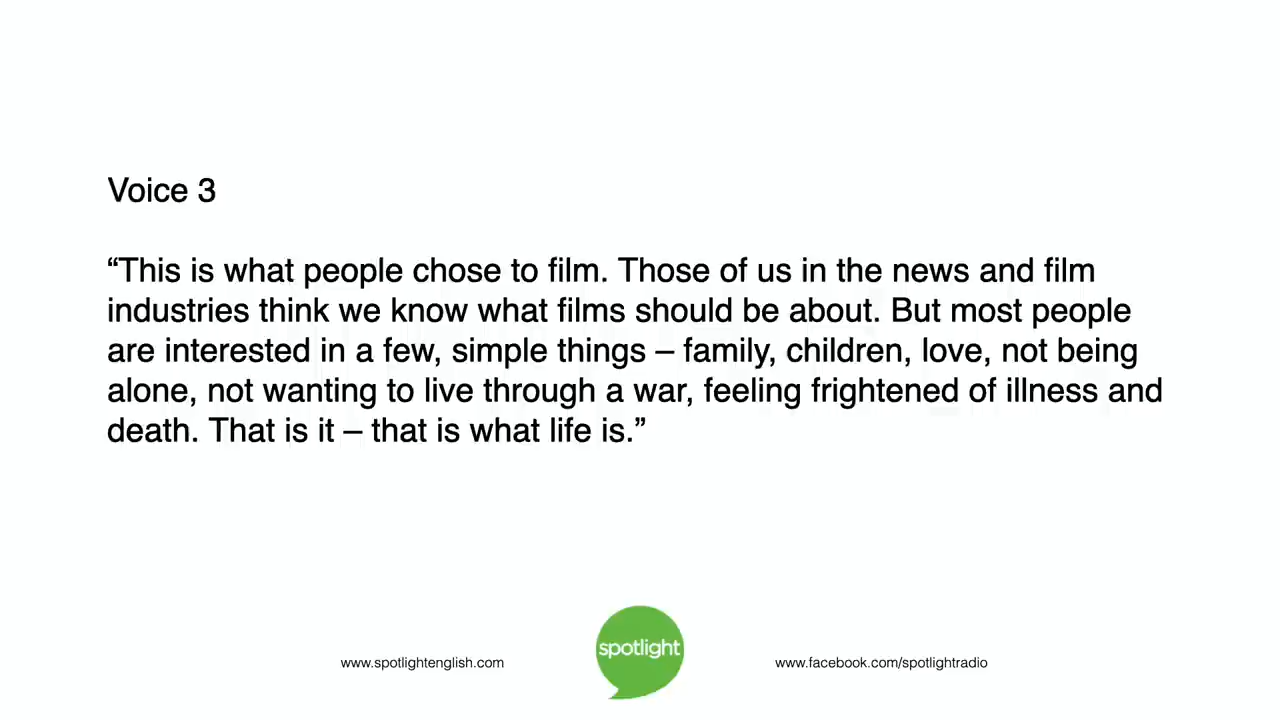 Voice 3
“This is what people chose to film. Those of us in the news and film
industries think we know what films should be about. But most people
are interested in a few, simple things – family, children, love, not being
alone, not wanting to live through a war, feeling frightened of illness and
death. That is it – that is what life is.”
spotlight
www.spotlightenglish.com
www.facebook.com/spotlightradio